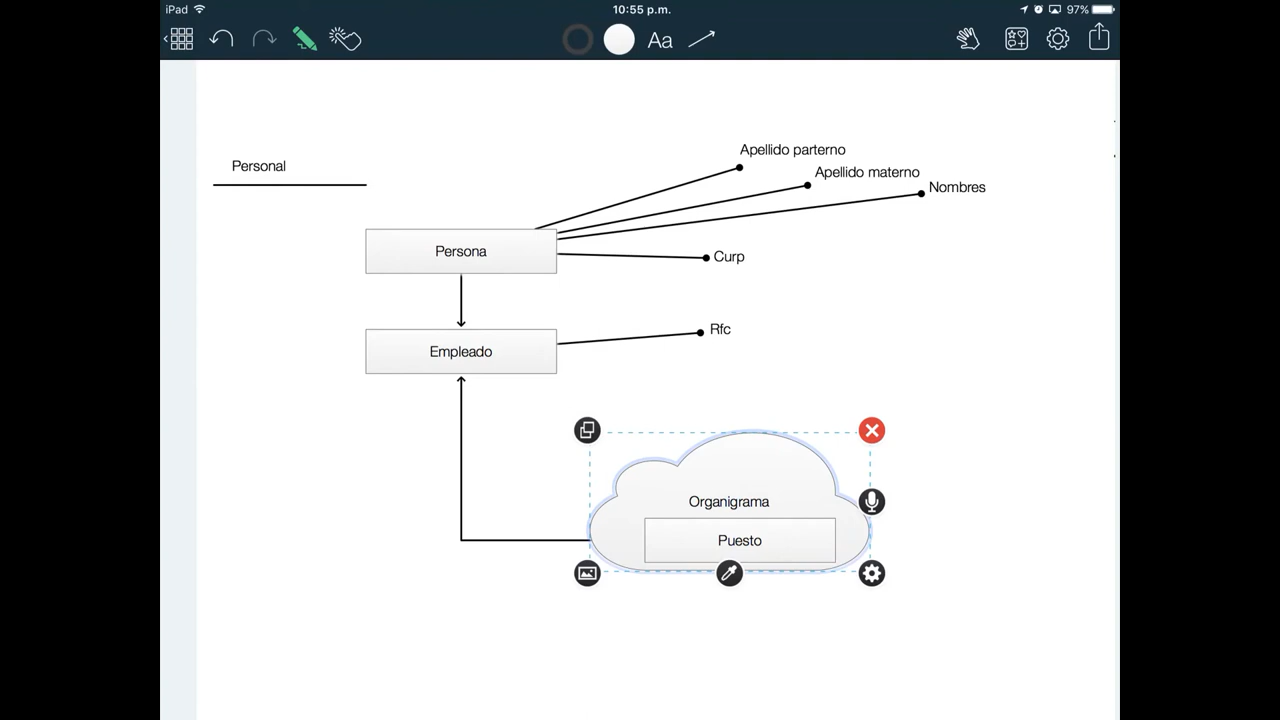 iPad
10:55 p.m.
97%
Aa
Personal
Apellido parterno
Apellido materno
Nombres
Persona
Curp
Empleado
Rfc
Organigrama
Puesto